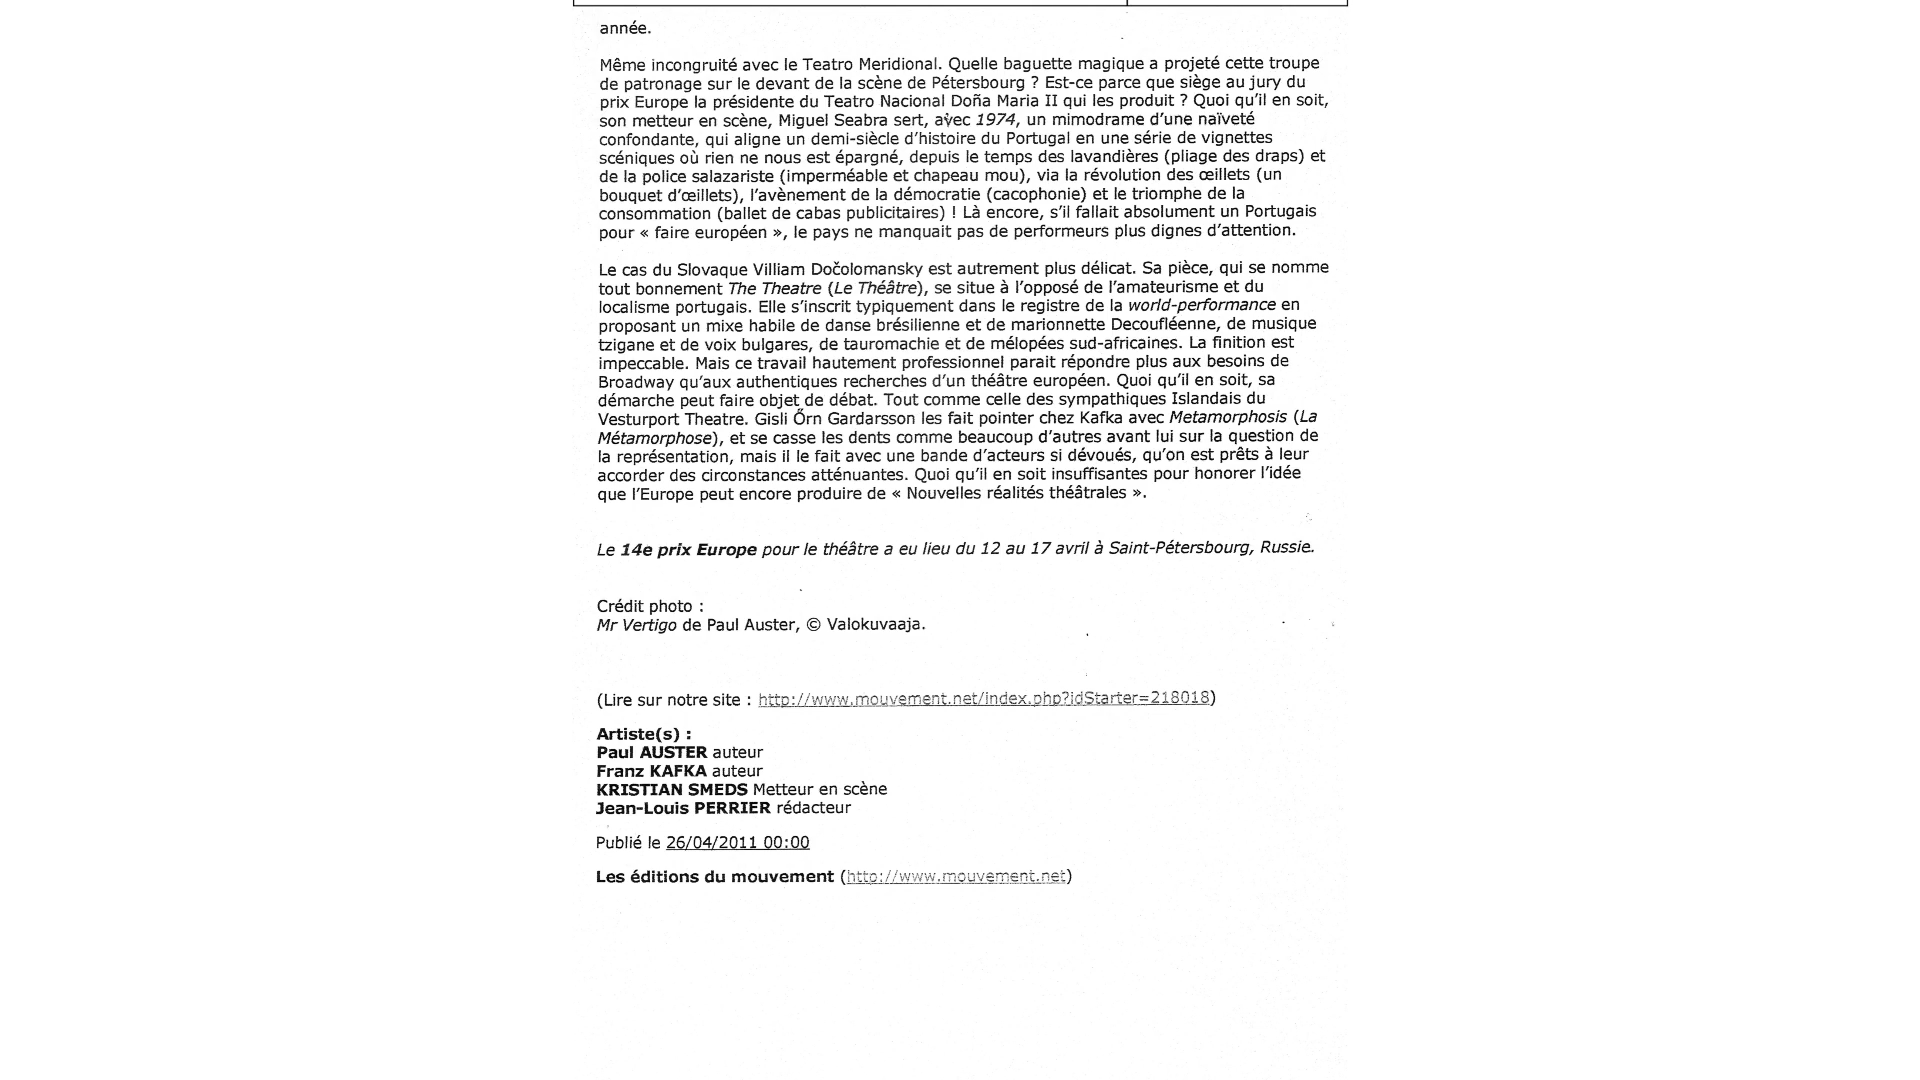 année.
Même incongruité avec le Teatro Meridional. Quelle baguette magique a projeté cette troupe
de patronage sur le devant de la scène de Pétersbourg ? Est-ce parce que siège au jury du
prix Europe la présidente du Teatro Nacional Doña Maria II qui les produit ? Quoi qu'il en soit,
son metteur en scène, Miguel Seabra sert, avec 1974, un mimodrame d'une naïveté
confondante, qui aligne un demi-siècle d'histoire du Portugal en une série de vignettes
scéniques où rien ne nous est épargné, depuis le temps des lavandières (pliage des draps) et
de la police salazariste (imperméable et chapeau mou), via la révolution des œillets (un
bouquet d'œillets), l'avènement de la démocratie (cacophonie) et le triomphe de la
consommation (ballet de cabas publicitaires) ! Là encore, s'il fallait absolument un Portugais
pour « faire européen », le pays ne manquait pas de performeurs plus dignes d'attention.
Le cas du Slovaque Villiam Dočolomansky est autrement plus délicat. Sa pièce, qui se nomme
tout bonnement The Theatre (Le Théâtre), se situe à l'opposé de l'amateurisme et du
localisme portugais. Elle s'inscrit typiquement dans le registre de la world-performance en
proposant un mixe habile de danse brésilienne et de marionnette Decoufléenne, de musique
tzigane et de voix bulgares, de tauromachie et de mélopées sud-africaines. La finition est
impeccable. Mais ce travail hautement professionnel parait répondre plus aux besoins de
Broadway qu'aux authentiques recherches d'un théâtre européen. Quoi qu'il en soit, sa
démarche peut faire objet de débat. Tout comme celle des sympathiques Islandais du
Vesturport Theatre. Gisli Őrn Gardarsson les fait pointer chez Kafka avec Metamorphosis (La
Métamorphose), et se casse les dents comme beaucoup d'autres avant lui sur la question de
la représentation, mais il le fait avec une bande d'acteurs si dévoués, qu'on est prêts à leur
accorder des circonstances atténuantes. Quoi qu'il en soit insuffisantes pour honorer l'idée
que l'Europe peut encore produire de « Nouvelles réalités théâtrales ».
Le 14e prix Europe pour le théâtre a eu lieu du 12 au 17 avril à Saint-Pétersbourg, Russie.
Crédit photo :
Mr Vertigo de Paul Auster, © Valokuvaaja.
(Lire sur notre site : http://www.mouvement.net/index.php?idStarter=218018)
Artiste(s) :
Paul AUSTER auteur
Franz KAFKA auteur
KRISTIAN SMEDS Metteur en scène
Jean-Louis PERRIER rédacteur
Publié le 26/04/2011 00:00
Les éditions du mouvement (http://www.mouvement.net)